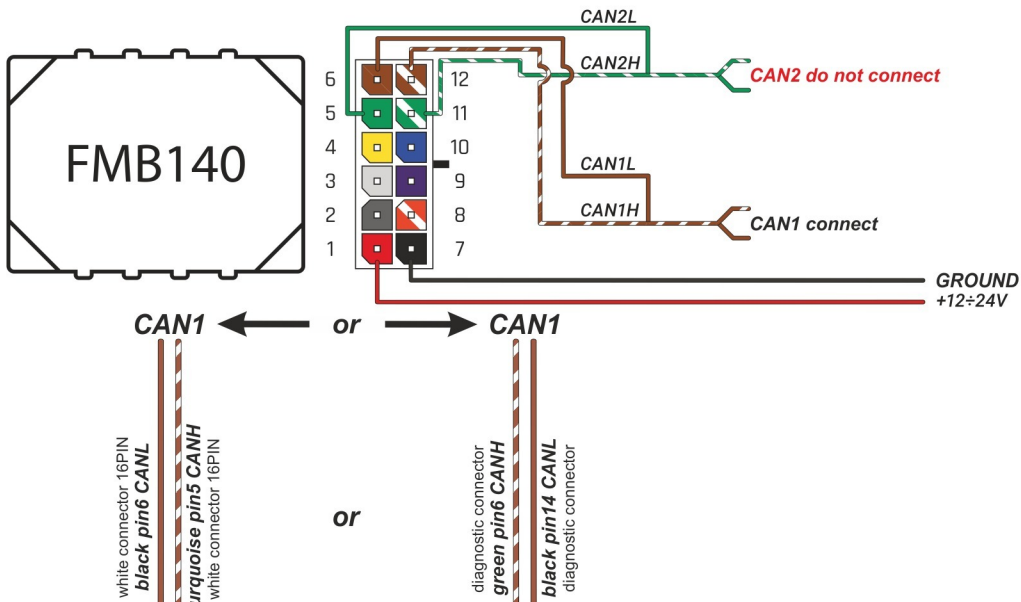 CAN2L
CAN2H
CAN2 do not connect
FMB140
6 12
5 11
4 10
3 9
2 8
1 7
CAN1L
CAN1H
CAN1 connect
GROUND
+12÷24V
CAN1 or CAN1
white connector 16PIN
black pin6 CANL
pin5 CANH
white connector 16PIN
or
diagnostic connector
green pin6 CANH
black pin14 CANL
diagnostic connector